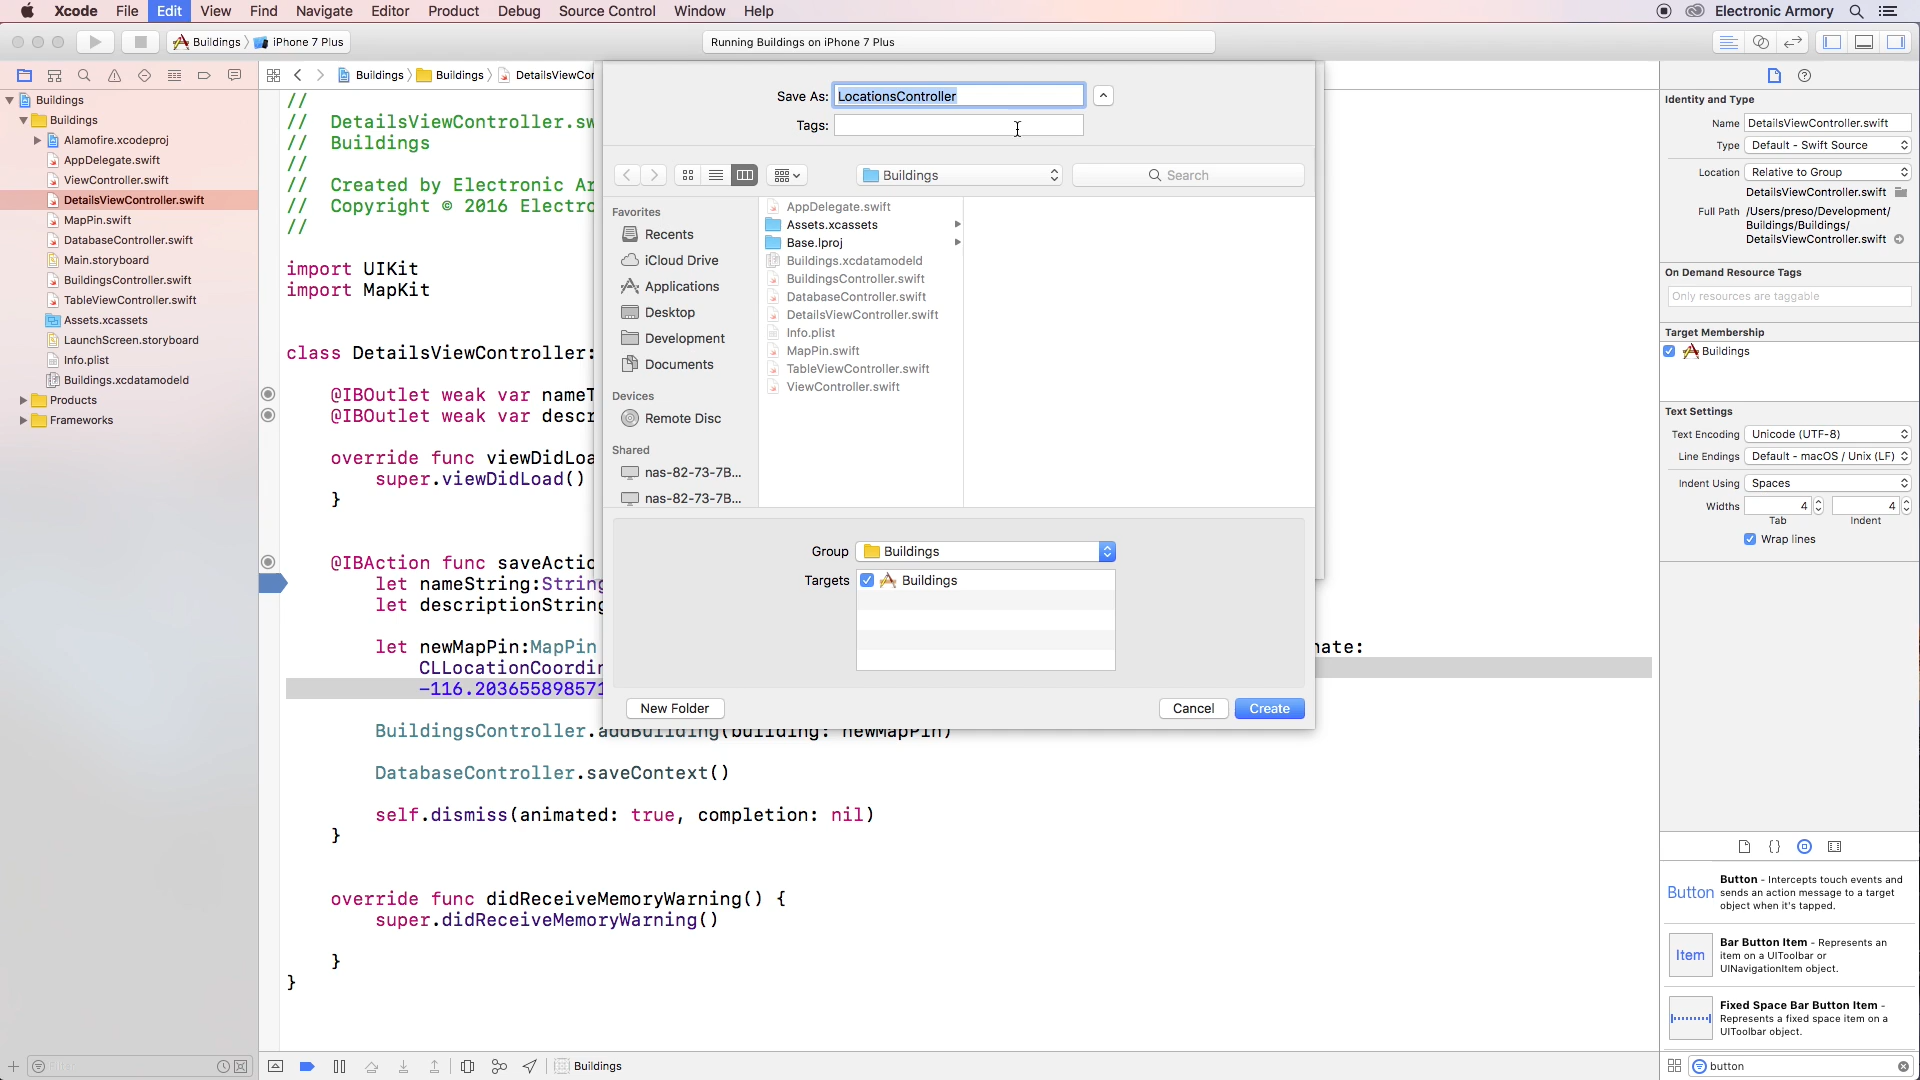 Xcode File Edit View Find Navigate Editor Product Debug Source Control Window Help Electronic Armory
Buildings iPhone 7 Plus Running Buildings on iPhone 7 Plus
Buildings Buildings DetailsViewCon
Buildings
Buildings
Alamofire.xcodeproj
AppDelegate.swift
ViewController.swift
DetailsViewController.swift
MapPin.swift
DatabaseController.swift
Main.storyboard
BuildingsController.swift
TableViewController.swift
Assets.xcassets
LaunchScreen.storyboard
Info.plist
Buildings.xcdatamodeld
Products
Frameworks
//
// DetailsViewController.sw
// Buildings
//
// Created by Electronic Ar
// Copyright © 2016 Electro
//
import UIKit
import MapKit
class DetailsViewController:
@IBOutlet weak var nameT
@IBOutlet weak var descr
override func viewDidLoa
super.viewDidLoad()
}
@IBAction func saveActio
let nameString:String
let descriptionString
let newMapPin:MapPin nate:
CLLocationCoordin
-116.203655898571
BuildingsController.addBuilding(building: newMapPin)
DatabaseController.saveContext()
self.dismiss(animated: true, completion: nil)
}
override func didReceiveMemoryWarning() {
super.didReceiveMemoryWarning()
}
}
Save As: LocationsController
Tags:
Buildings Search
Favorites
Recents
iCloud Drive
Applications
Desktop
Development
Documents
Devices
Remote Disc
Shared
nas-82-73-7B...
nas-82-73-7B...
AppDelegate.swift
Assets.xcassets
Base.lproj
Buildings.xcdatamodeld
BuildingsController.swift
DatabaseController.swift
DetailsViewController.swift
Info.plist
MapPin.swift
TableViewController.swift
ViewController.swift
Group Buildings
Targets Buildings
New Folder Cancel Create
Identity and Type
Name DetailsViewController.swift
Type Default - Swift Source
Location Relative to Group
DetailsViewController.swift
Full Path /Users/preso/Development/
Buildings/Buildings/
DetailsViewController.swift
On Demand Resource Tags
Only resources are taggable
Target Membership
Buildings
Text Settings
Text Encoding Unicode (UTF-8)
Line Endings Default - macOS / Unix (LF)
Indent Using Spaces
Widths 4 4
Tab Indent
Wrap lines
{}
Button Button - Intercepts touch events and
sends an action message to a target
object when it's tapped.
Item Bar Button Item - Represents an
item on a UIToolbar or
UINavigationItem object.
Fixed Space Bar Button Item -
Represents a fixed space item on a
UIToolbar object.
Buildings
button